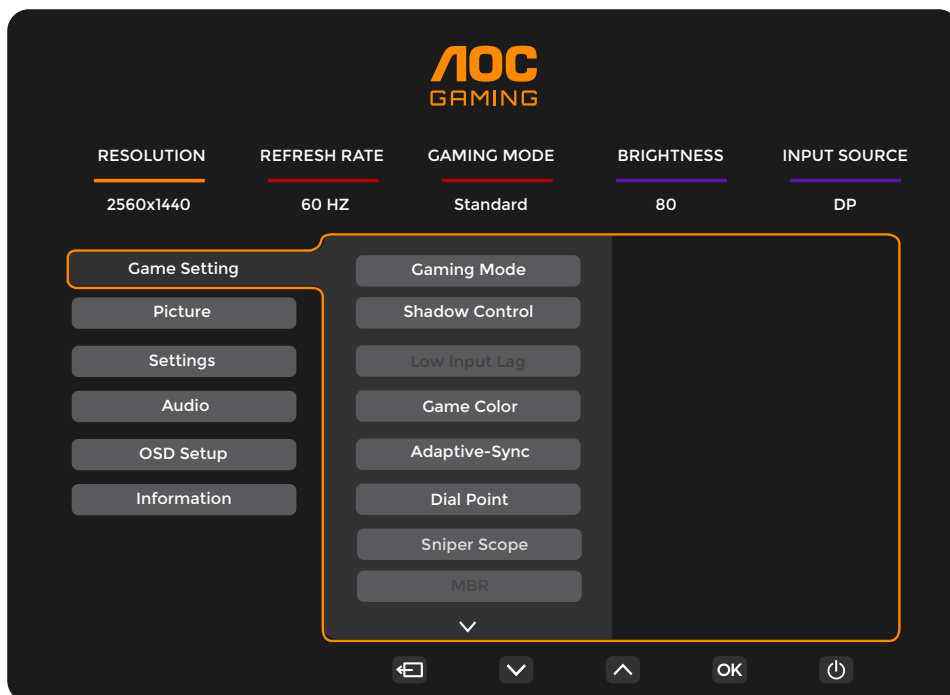 AOC
GAMING
RESOLUTION REFRESH RATE GAMING MODE BRIGHTNESS INPUT SOURCE
2560x1440 60 HZ Standard 80 DP
Game Setting Gaming Mode
Picture Shadow Control
Settings Low Input Lag
Audio Game Color
OSD Setup Adaptive-Sync
Information Dial Point
Sniper Scope
MBR
OK